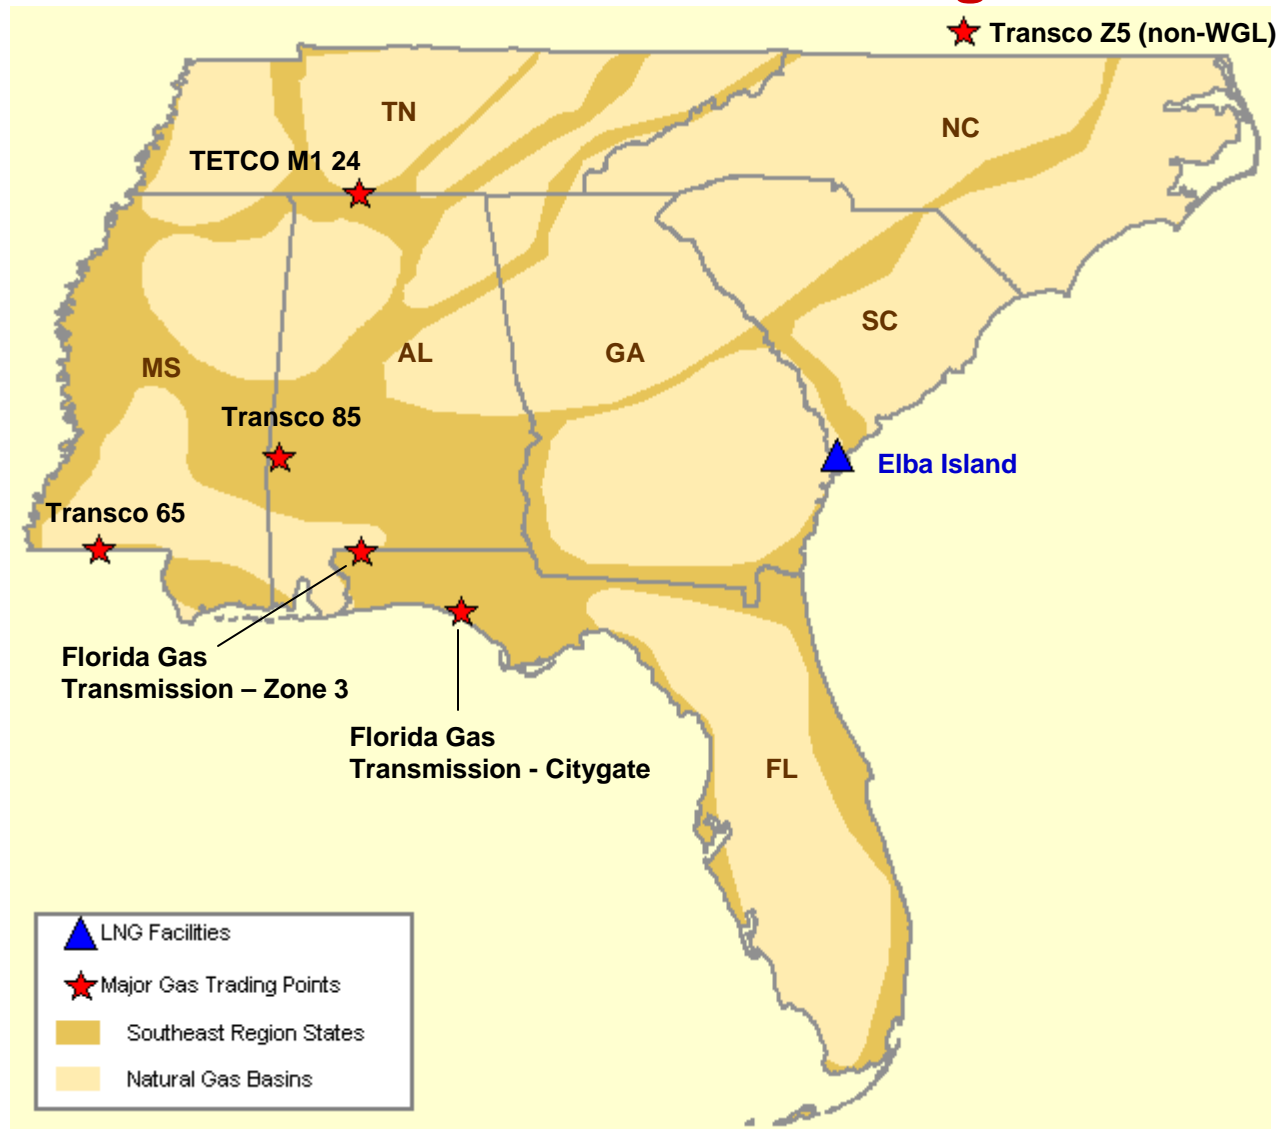 Transco Z5 (non-WGL)
TN
NC
TETCO M1 24
SC
AL
GA
MS
Transco 85
Elba Island
Transco 65
Florida Gas
Transmission – Zone 3
Florida Gas
Transmission - Citygate
FL
LNG Facilities
Major Gas Trading Points
Southeast Region States
Natural Gas Basins